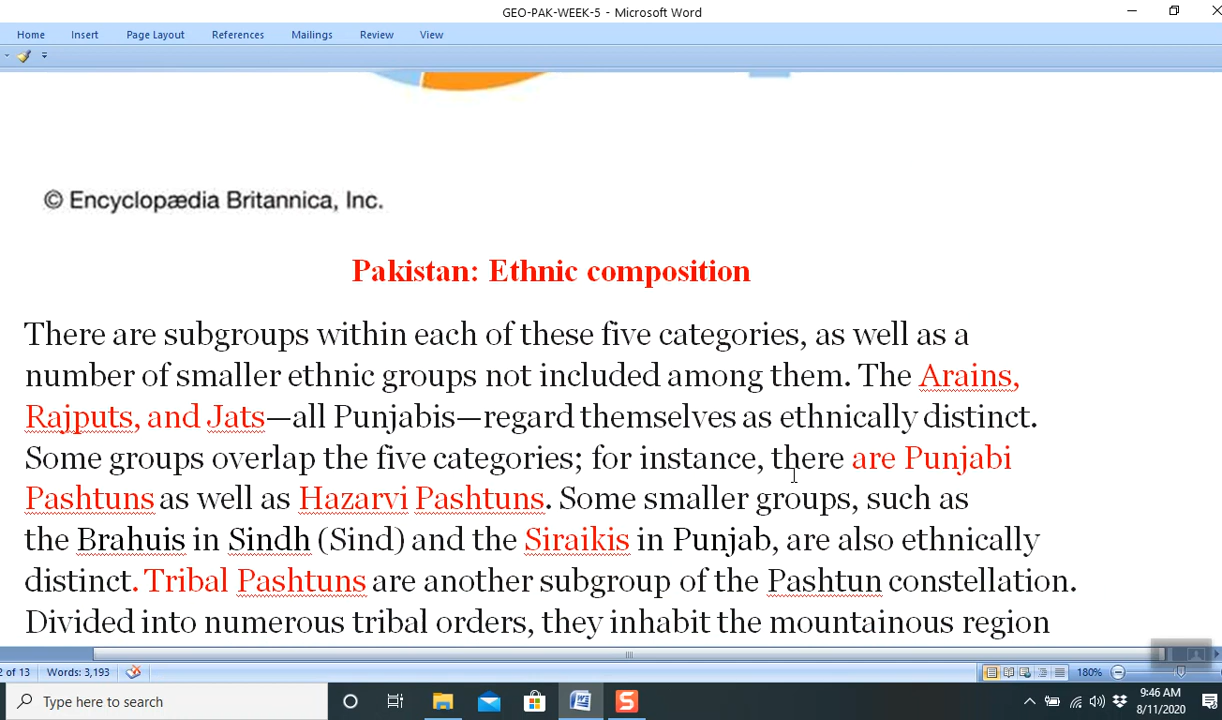 GEO-PAK-WEEK-5 - Microsoft Word
Home Insert Page Layout References Mailings Review View
© Encyclopædia Britannica, Inc.
Pakistan: Ethnic composition
There are subgroups within each of these five categories, as well as a
number of smaller ethnic groups not included among them. The Arains,
Rajputs, and Jats—all Punjabis—regard themselves as ethnically distinct.
Some groups overlap the five categories; for instance, there are Punjabi
Pashtuns as well as Hazarvi Pashtuns. Some smaller groups, such as
the Brahuis in Sindh (Sind) and the Siraikis in Punjab, are also ethnically
distinct. Tribal Pashtuns are another subgroup of the Pashtun constellation.
Divided into numerous tribal orders, they inhabit the mountainous region
2 of 13 Words: 3,193 180%
Type here to search
9:46 AM
8/11/2020